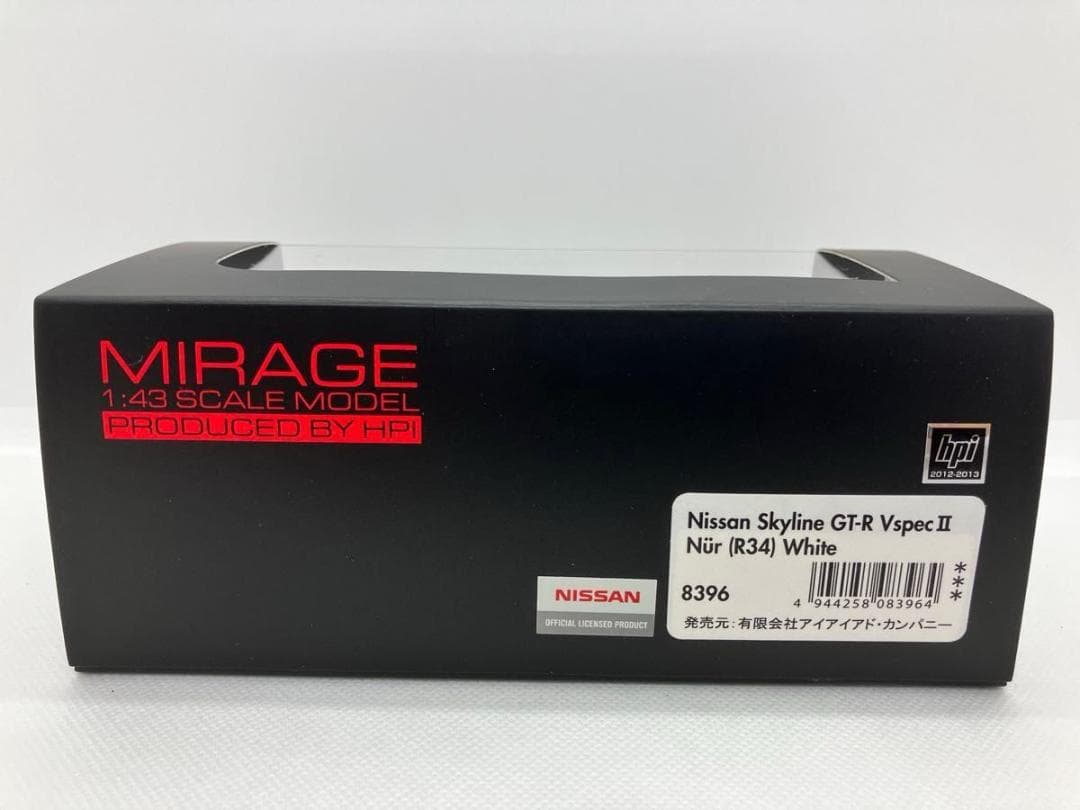 MIRAGE
1:43 SCALE MODEL
PRODUCED BY HPI
hpi
2012-2013
Nissan Skyline GT-R VspecⅡ
Nür (R34) White
8396
***
4 944258 083964
発売元:有限会社アイアイアド・カンパニー
NISSAN
OFFICIAL LICENSED PRODUCT